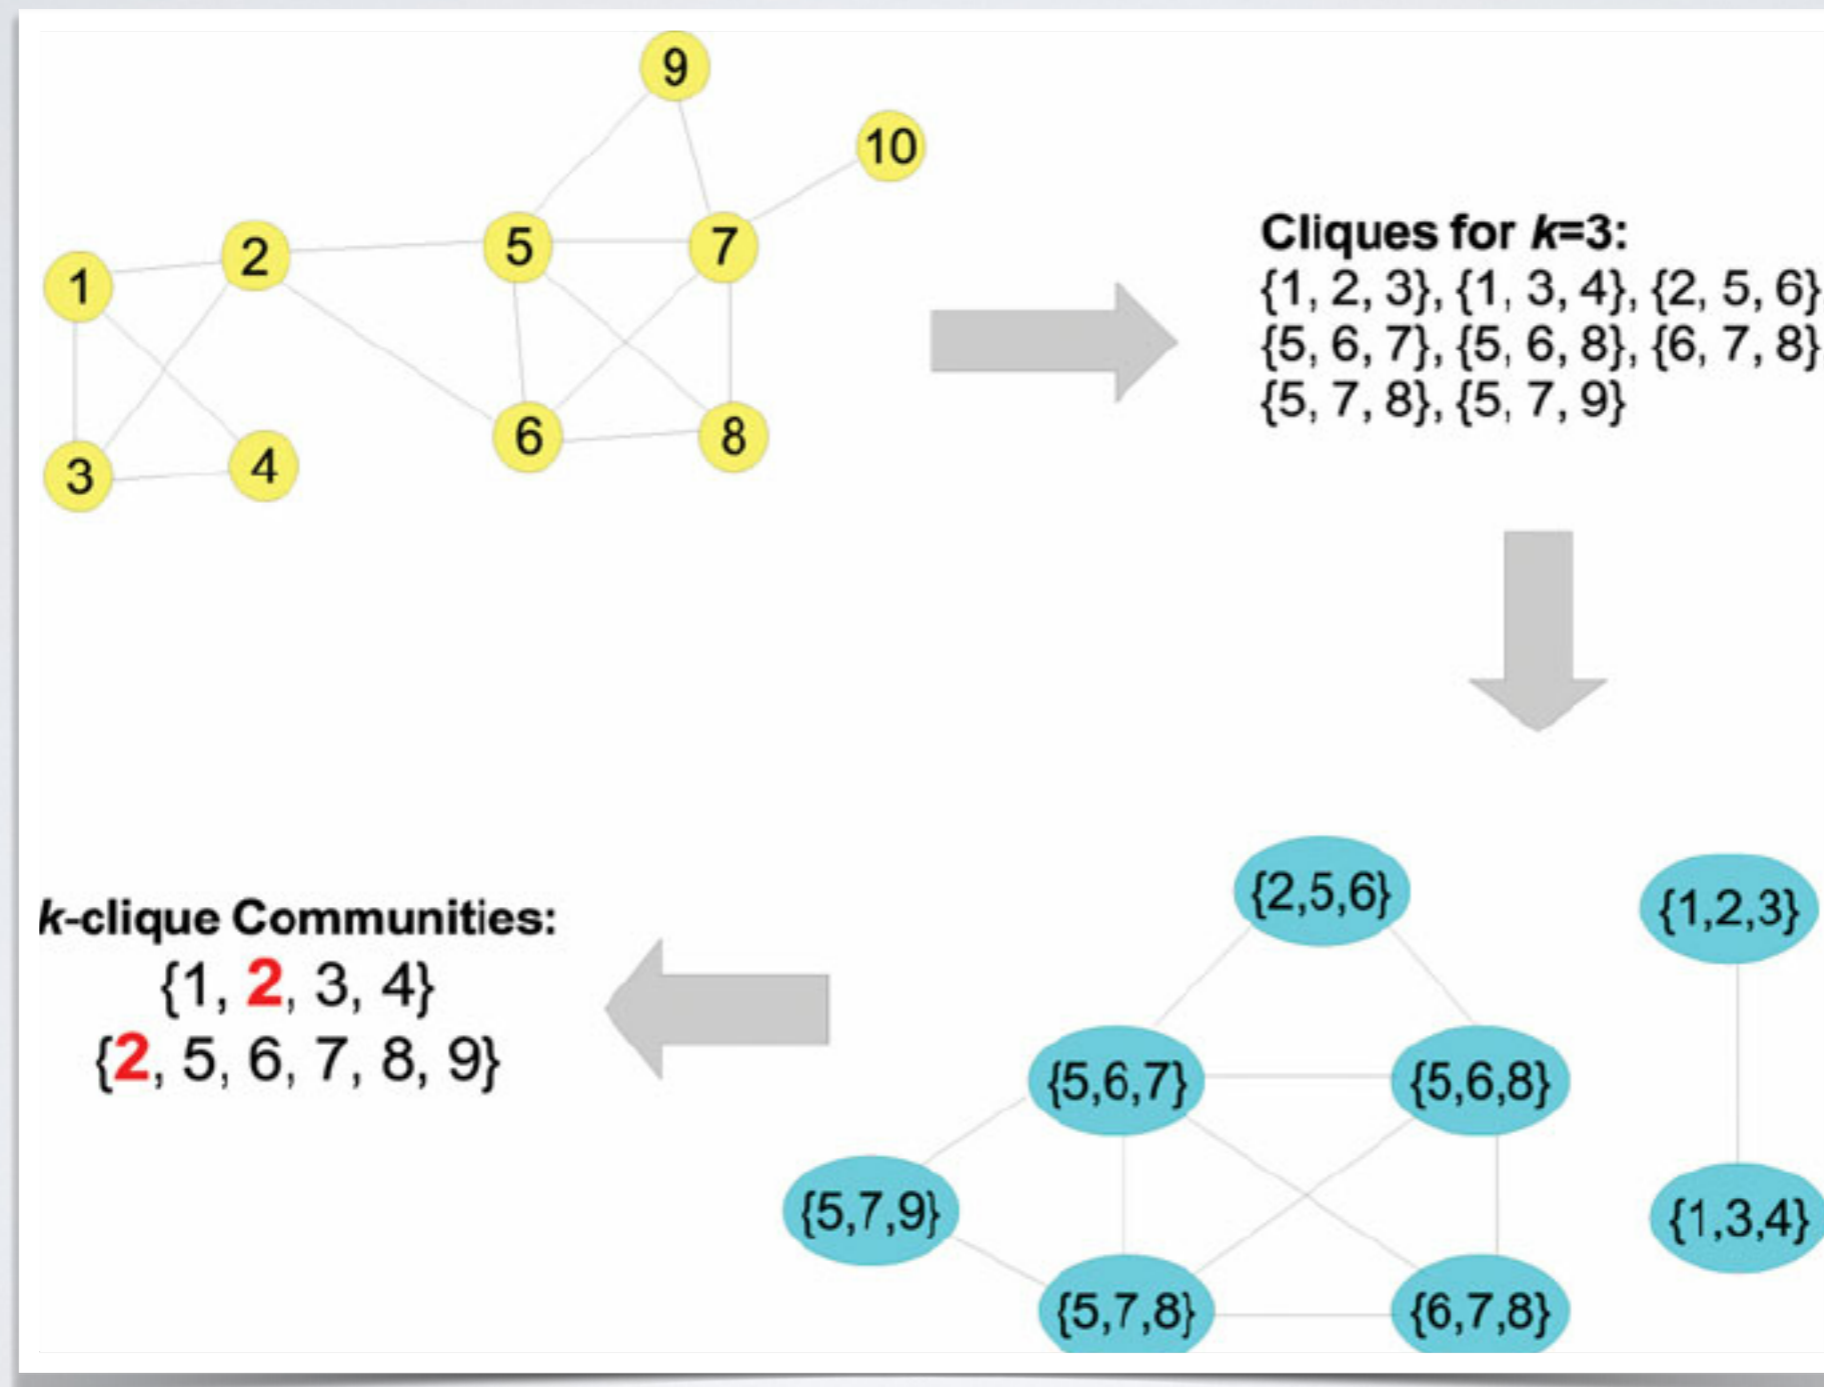 9
10
1
2
5
7
3
4
6
8
Cliques for k=3:
{1, 2, 3}, {1, 3, 4}, {2, 5, 6}
{5, 6, 7}, {5, 6, 8}, {6, 7, 8}
{5, 7, 8}, {5, 7, 9}
{2,5,6}
{1,2,3}
{5,6,7}
{5,6,8}
{5,7,9}
{1,3,4}
{5,7,8}
{6,7,8}
k-clique Communities:
{1, 2, 3, 4}
{2, 5, 6, 7, 8, 9}